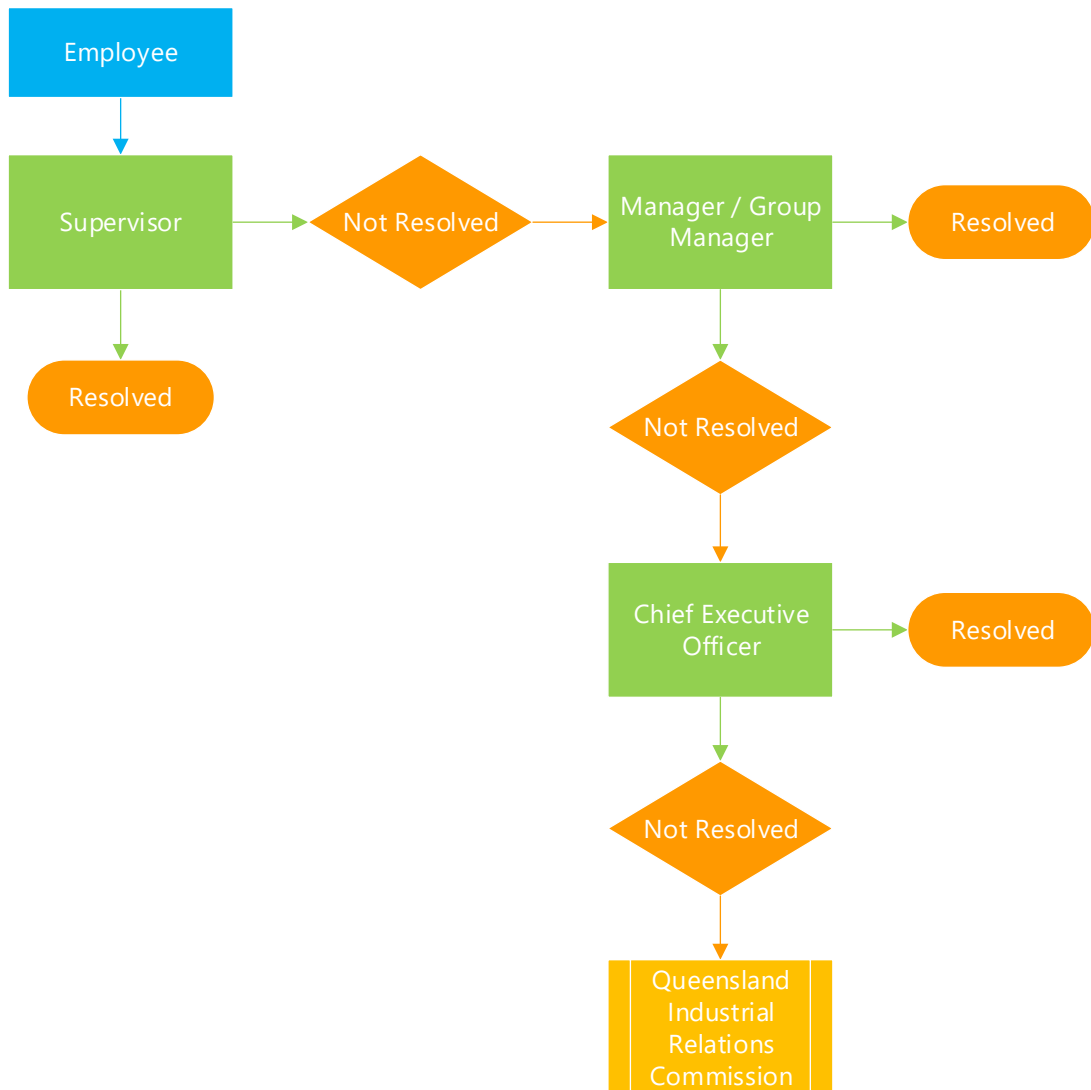 Employee
Supervisor
Not Resolved
Manager / Group
Manager
Resolved
Resolved
Not Resolved
Chief Executive
Officer
Resolved
Not Resolved
Queensland
Industrial
Relations
Commission